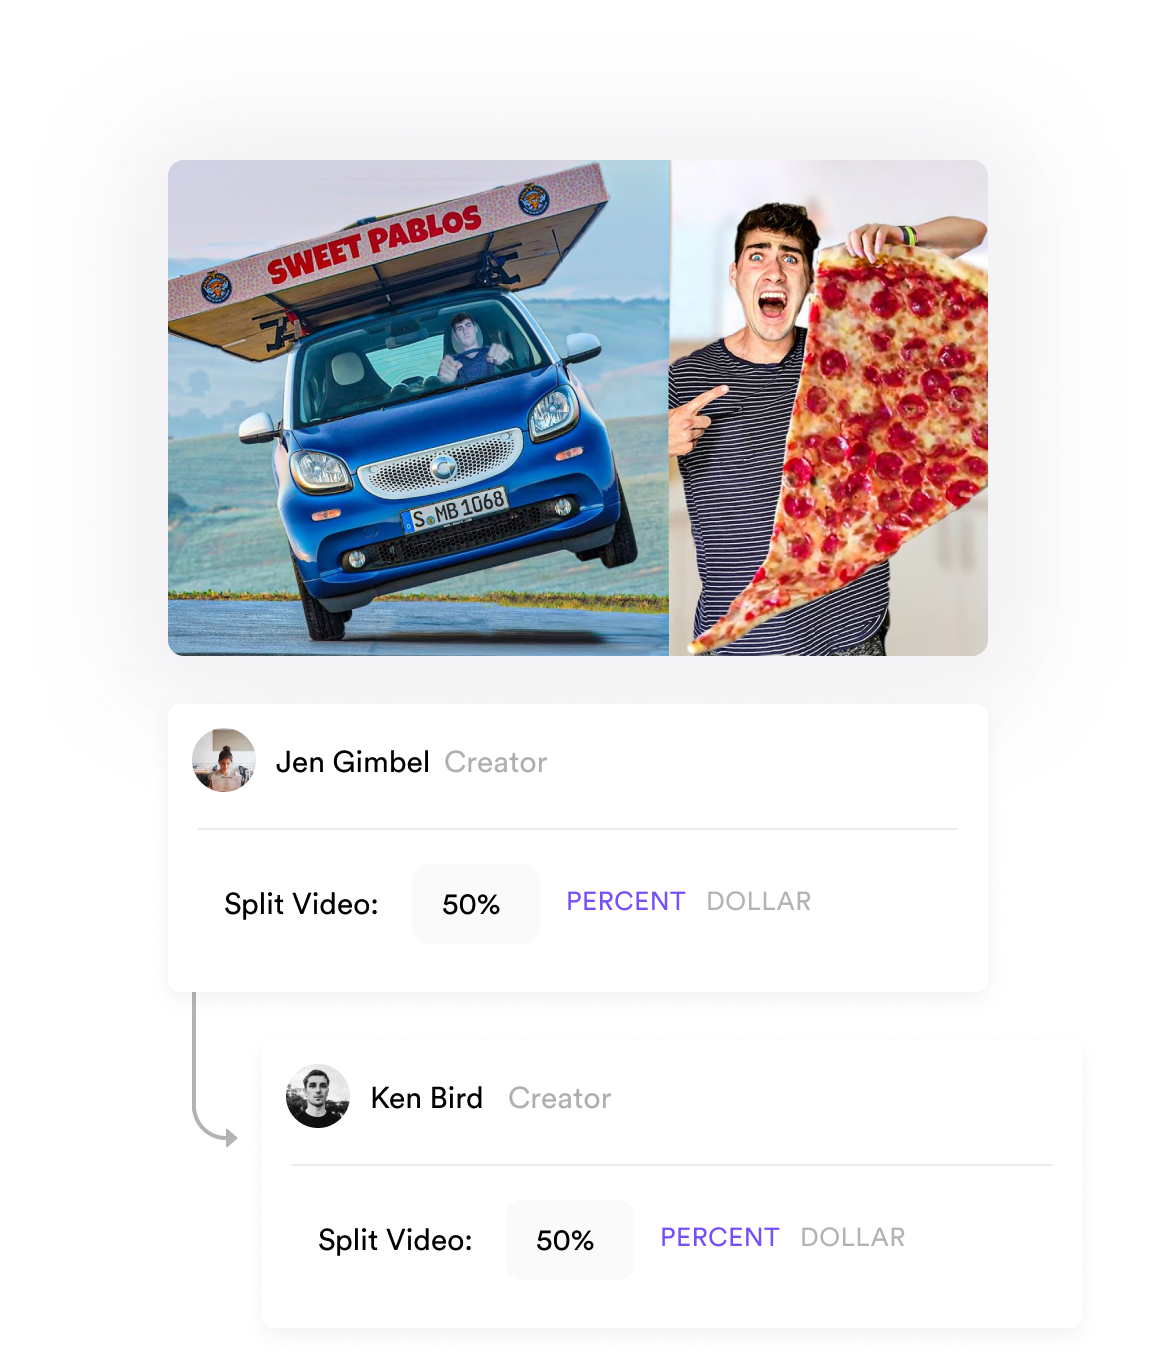 SWEET PABLOS
S MB 1068
Jen Gimbel Creator
Split Video: 50% PERCENT DOLLAR
Ken Bird Creator
Split Video: 50% PERCENT DOLLAR